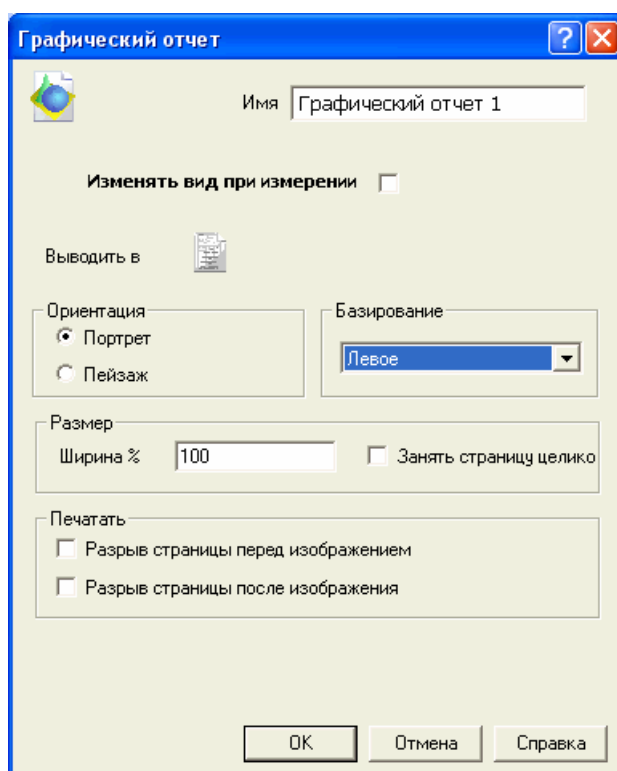 Графический отчет
Имя Графический отчет 1
Изменять вид при измерении
Выводить в
Ориентация
Портрет
Пейзаж
Базирование
Левое
Размер
Ширина % 100 Занять страницу целико
Печатать
Разрыв страницы перед изображением
Разрыв страницы после изображения
OK Отмена Справка